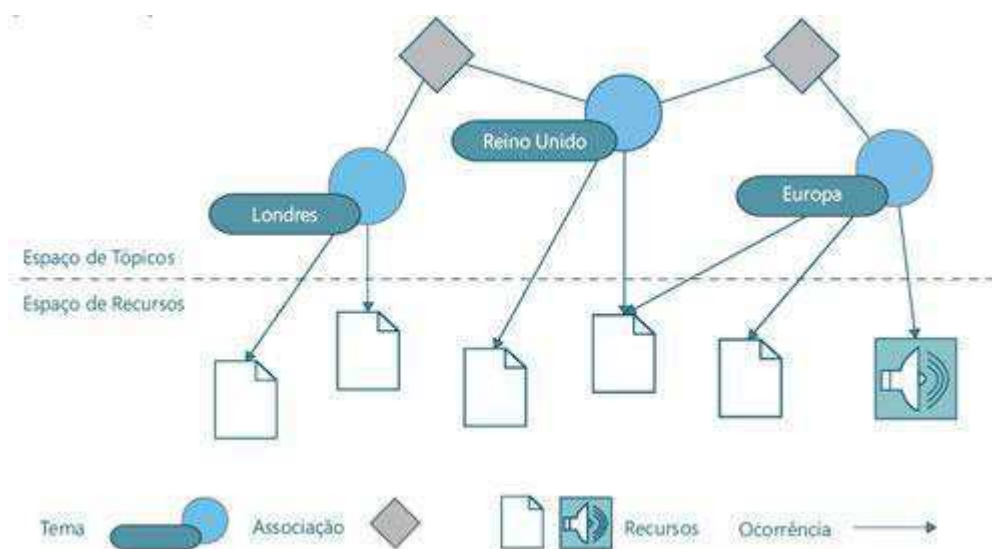 Reino Unido
Europa
Londres
Espaço de Tópicos
Espaço de Recursos
Tema
Associação
Recursos
Ocorrência